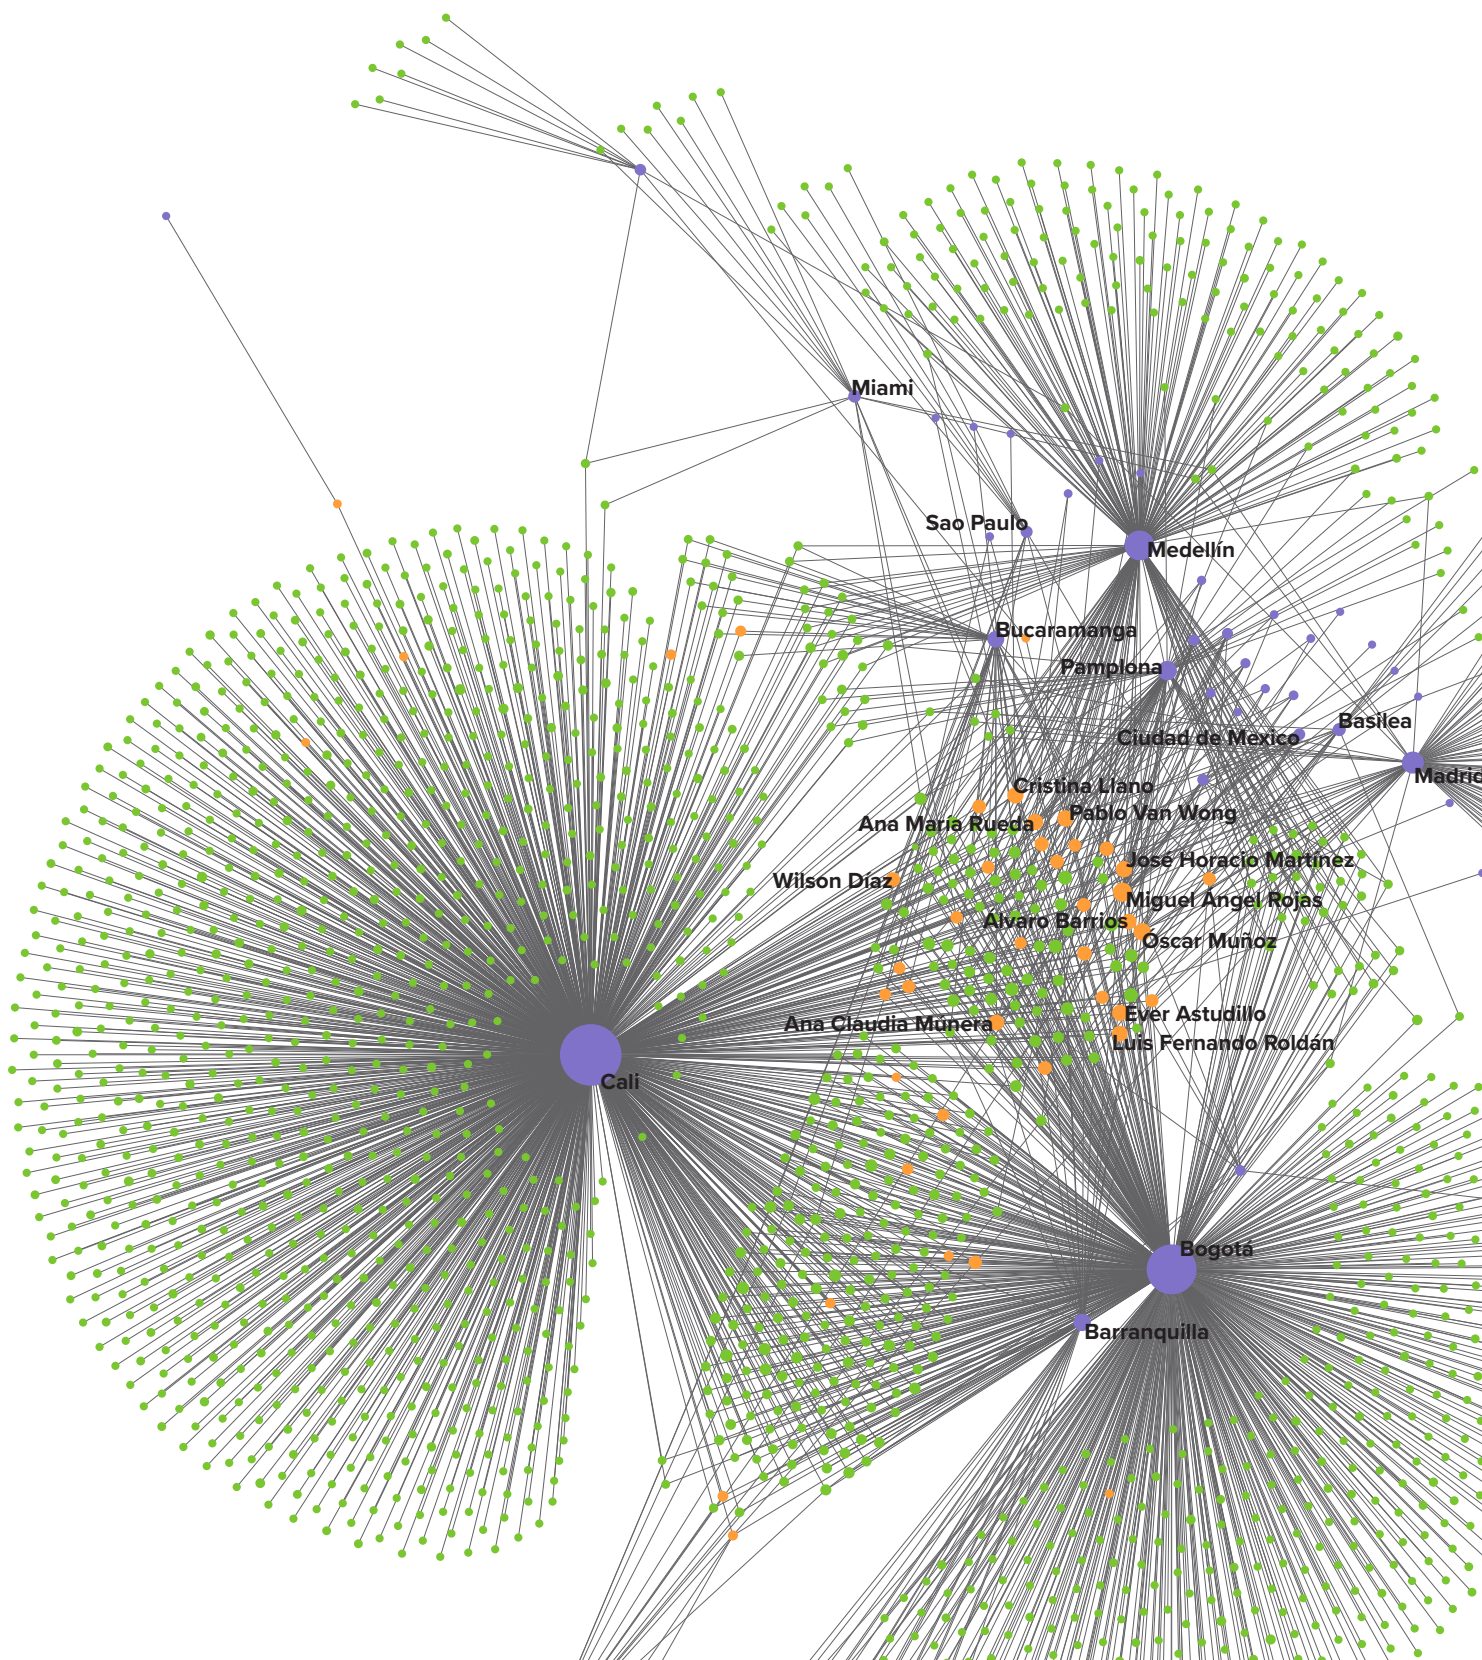 Miami
Sao Paulo
Medellín
Bucaramanga
Pamplona
Basilea
Ciudad de Mexico
Madrid
Cristina Llano
Pablo Van Wong
Ana María Rueda
José Horacio Martínez
Wilson Díaz
Miguel Ángel Rojas
Álvaro Barrios
Óscar Muñoz
Ever Astudillo
Ana Claudia Múnera
Luis Fernando Roldán
Cali
Bogotá
Barranquilla